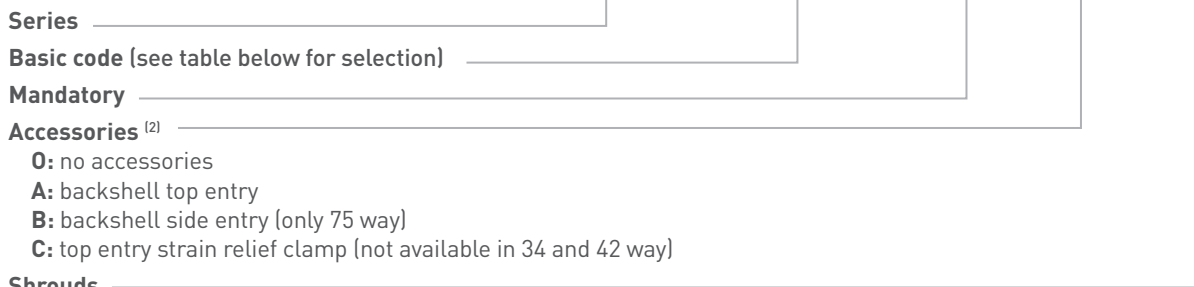 Series
Basic code (see table below for selection)
Mandatory
Accessories (2)
O: no accessories
A: backshell top entry
B: backshell side entry (only 75 way)
C: top entry strain relief clamp (not available in 34 and 42 way)
Shrouds